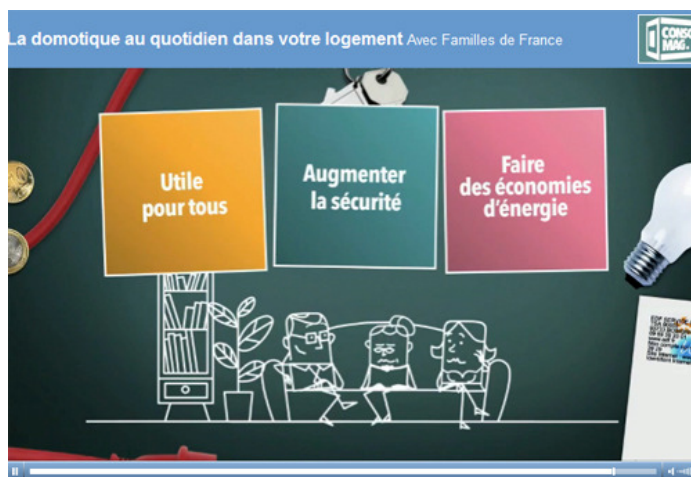 La domotique au quotidien dans votre logement Avec Familles de France
CONSO
MAG.
Utile
pour tous
Augmenter
la sécurité
Faire
des économies
d'énergie